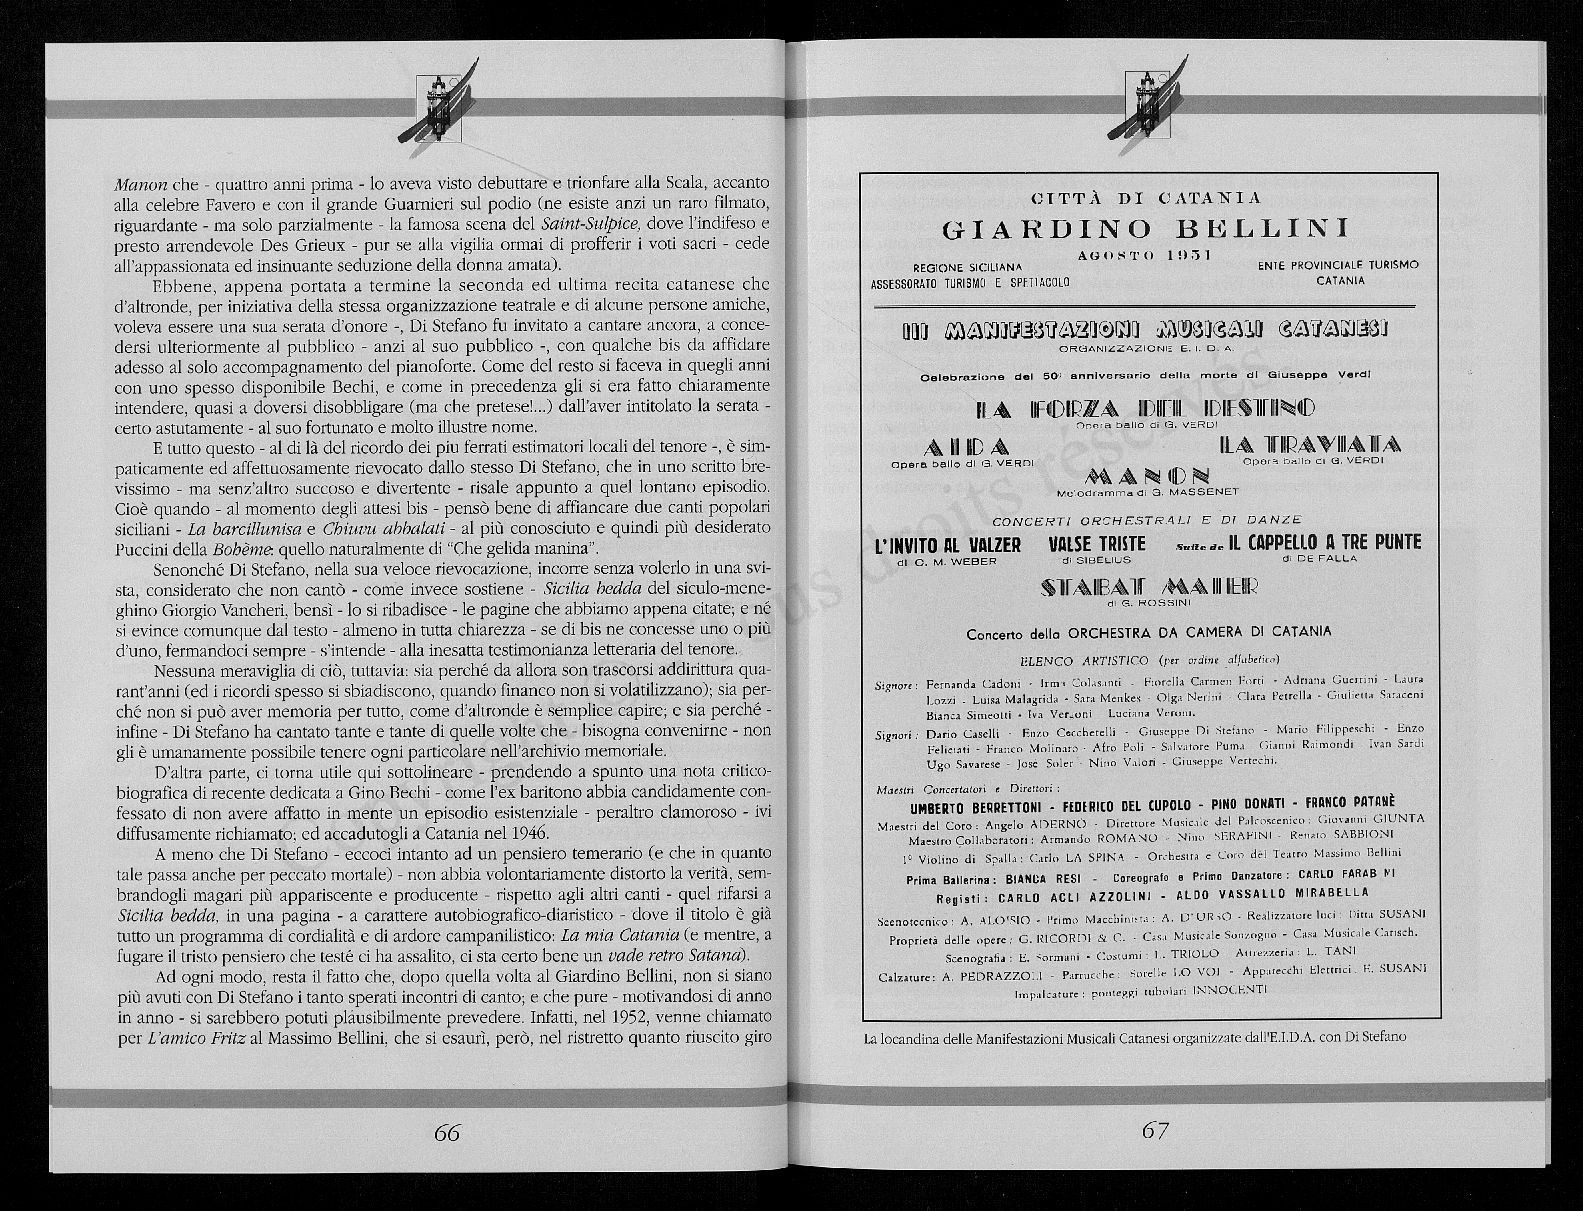 Manon che - quattro anni prima - lo aveva visto debuttare e trionfare alla Scala, accanto
alla celebre Favero e con il grande Guarnieri sul podio (ne esiste anzi un raro filmato,
riguardante - ma solo parzialmente - la famosa scena del Saint-Sulpice, dove l'indifeso e
presto arrendevole Des Grieux - pur se alla vigilia ormai di profferir i voti sacri - cede
all'appassionata ed insinuante seduzione della donna amata).
Ebbene, appena portata a termine la seconda ed ultima recita catanese che
d'altronde, per iniziativa della stessa organizzazione teatrale e di alcune persone amiche,
voleva essere una sua serata d'onore -, Di Stefano fu invitato a cantare ancora, a conce-
dersi ulteriormente al pubblico - anzi al suo pubblico -, con qualche bis da affidare
adesso al solo accompagnamento del pianoforte. Come del resto si faceva in quegli anni
con uno spesso disponibile Bechi, e come in precedenza gli si era fatto chiaramente
intendere, quasi a doversi disobbligare (ma che pretese!...) dall'aver intitolato la serata -
certo astutamente - al suo fortunato e molto illustre nome.
E tutto questo - al di là del ricordo dei piu ferrati estimatori locali del tenore -, è sim-
paticamente ed affettuosamente rievocato dallo stesso Di Stefano, che in uno scritto bre-
vissimo - ma senz'altro succoso e divertente - risale appunto a quel lontano episodio.
Cioè quando - al momento degli attesi bis - pensò bene di affiancare due canti popolari
siciliani - La barcillunisa e Chiuru abbalati - al più conosciuto e quindi più desiderato
Puccini della Bohème: quello naturalmente di “Che gelida manina”.
Senonché Di Stefano, nella sua veloce rievocazione, incorre senza volerlo in una svi-
sta, considerato che non cantò - come invece sostiene - Sicilia bedda del siculo-mene-
ghino Giorgio Vancheri, bensì - lo si ribadisce - le pagine che abbiamo appena citate; e né
si evince comunque dal testo - almeno in tutta chiarezza - se di bis ne concesse uno o più
d'uno, fermandoci sempre - s'intende - alla inesatta testimonianza letteraria del tenore.
Nessuna meraviglia di ciò, tuttavia: sia perché da allora son trascorsi addirittura qua-
rant'anni (ed i ricordi spesso si sbiadiscono, quando financo non si volatilizzano); sia per-
ché non si può aver memoria per tutto, come d'altronde è semplice capire; e sia perché -
infine - Di Stefano ha cantato tante e tante di quelle volte che - bisogna convenirne - non
gli è umanamente possibile tenere ogni particolare nell'archivio memoriale.
D'altra parte, ci torna utile qui sottolineare - prendendo a spunto una nota critico-
biografica di recente dedicata a Gino Bechi - come l'ex baritono abbia candidamente con-
fessato di non avere affatto in mente un episodio esistenziale - peraltro clamoroso - ivi
diffusamente richiamato; ed accadutogli a Catania nel 1946.
A meno che Di Stefano - eccoci intanto ad un pensiero temerario (e che in quanto
tale passa anche per peccato mortale) - non abbia volontariamente distorto la verità, sem-
brandogli magari più appariscente e producente - rispetto agli altri canti - quel rifarsi a
Sicilia bedda, in una pagina - a carattere autobiografico-diaristico - dove il titolo è già
tutto un programma di cordialità e di ardore campanilistico: La mia Catania (e mentre, a
fugare il tristo pensiero che testé ci ha assalito, ci sta certo bene un vade retro Satana).
Ad ogni modo, resta il fatto che, dopo quella volta al Giardino Bellini, non si siano
più avuti con Di Stefano i tanto sperati incontri di canto; e che pure - motivandosi di anno
in anno - si sarebbero potuti plausibilmente prevedere. Infatti, nel 1952, venne chiamato
per L'amico Fritz al Massimo Bellini, che si esaurì, però, nel ristretto quanto riuscito giro
66
CITTÀ DI CATANIA
GIARDINO BELLINI
AGOSTO 1951
REGIONE SICILIANA
ASSESSORATO TURISMO E SPETTACOLO
ENTE PROVINCIALE TURISMO
CATANIA
III MANIFESTAZIONI MUSICALI CATANESI
ORGANIZZAZIONE E. I. D. A.
Celebrazione del 50° anniversario della morte di Giuseppe Verdi
LA FORZA DEL DESTINO
Opera ballo di G. VERDI
AIDA
Opera ballo di G. VERDI
LA TRAVIATA
Opera ballo di G. VERDI
MANON
Melodramma di G. MASSENET
CONCERTI ORCHESTRALI E DI DANZE
L'INVITO AL VALZER VALSE TRISTE Suite de IL CAPPELLO A TRE PUNTE
di C. M. WEBER di SIBELIUS di DE FALLA
STABAT MATER
di G. ROSSINI
Concerto della ORCHESTRA DA CAMERA DI CATANIA
ELENCO ARTISTICO (per ordine alfabetico)
Signore: Fernanda Cadoni - Irma Colasanti - Fiorella Carmen Forti - Adriana Guerrini - Laura
Lozzi - Luisa Malagrida - Sara Menkes - Olga Nerini - Clara Petrella - Giulietta Saraceni
Bianca Simeotti - Iva Vertoni Luciana Veroni.
Signori: Dario Caselli - Enzo Ceccherelli - Giuseppe Di Stefano - Mario Filippeschi - Enzo
Feliciati - Franco Molinaro - Afro Poli - Salvatore Puma Gianni Raimondi Ivan Sardi
Ugo Savarese - Josè Soler - Nino Valori - Giuseppe Vertechi.
Maestri Concertatori e Direttori:
UMBERTO BERRETTONI - FEDERICO DEL CUPOLO - PINO DONATI - FRANCO PATANÈ
Maestri del Coro: Angelo ADERNO - Direttore Musicale del Palcoscenico: Giovanni GIUNTA
Maestro Collaboratori: Armando ROMANO - Nino SERAFINI - Renato SABBIONI
1° Violino di Spalla: Carlo LA SPINA - Orchestra e Coro del Teatro Massimo Bellini
Prima Ballerina: BIANCA RESI - Coreografo e Primo Danzatore: CARLO FARABONI
Registi: CARLO ACLI AZZOLINI - ALDO VASSALLO MIRABELLA
Scenotecnico: A. ALOISIO - Primo Macchinista: A. D'URSO - Realizzatore luci: Ditta SUSANI
Proprietà delle opere: G. RICORDI & C. - Casa Musicale Sonzogno - Casa Musicale Carisch.
Scenografia: E. Sormani - Costumi: L. TRIOLO Attrezzeria: L. TANI
Calzature: A. PEDRAZZOLI - Parrucche: Sorelle LO VOI - Apparecchi Elettrici. E. SUSANI
Impalcature: ponteggi tubolari INNOCENTI
La locandina delle Manifestazioni Musicali Catanesi organizzate dall'E.I.D.A. con Di Stefano
67